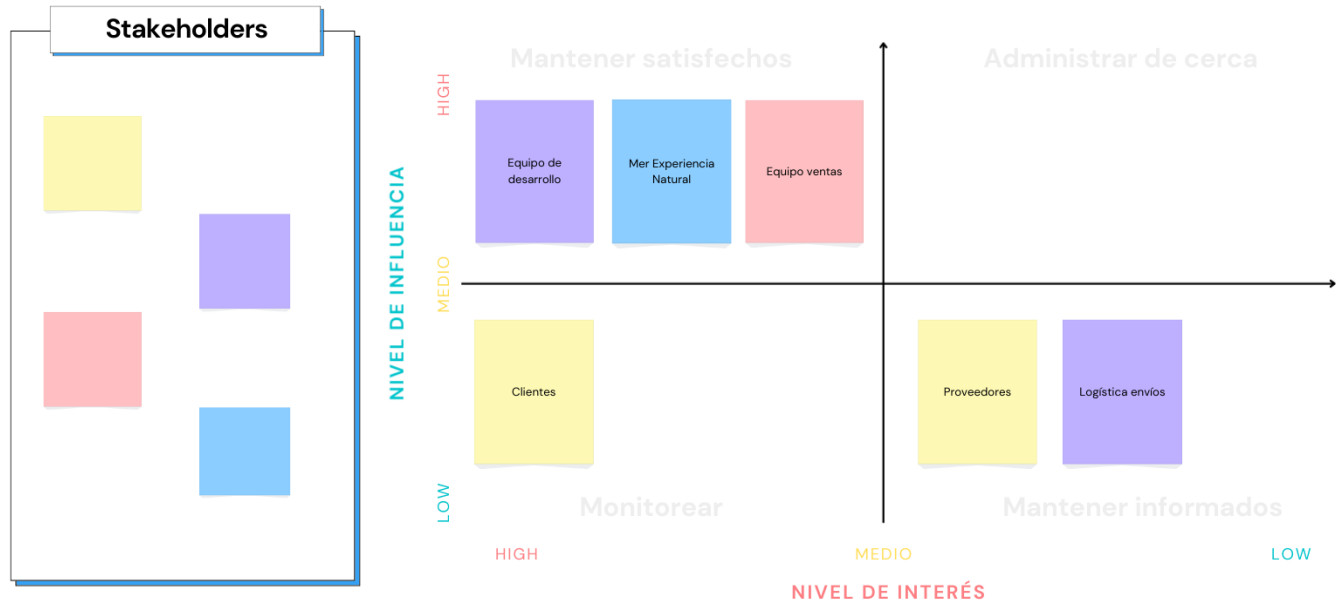 Stakeholders
Mantener satisfechos
Administrar de cerca
HIGH
Equipo de
desarrollo
Mer Experiencia
Natural
Equipo ventas
NIVEL DE INFLUENCIA
MEDIO
Clientes
Proveedores
Logística envíos
LOW
Monitorear
Mantener informados
HIGH
MEDIO
LOW
NIVEL DE INTERÉS